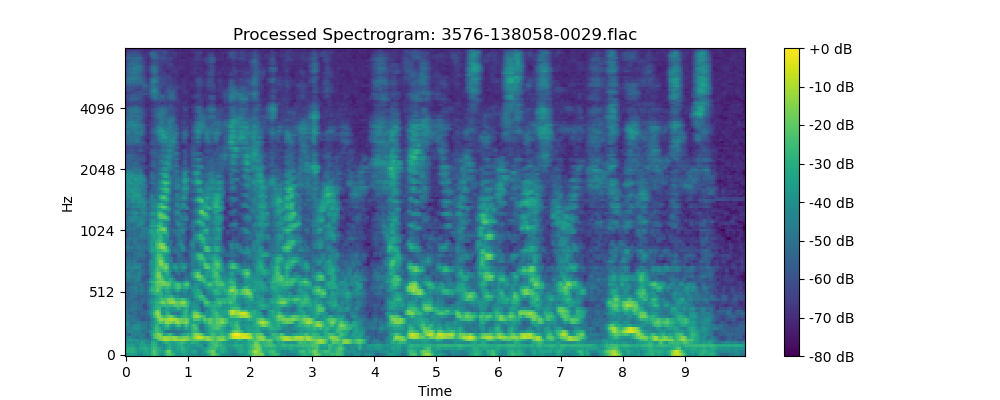 Processed Spectrogram: 3576-138058-0029.flac
Hz
4096
2048
1024
512
0
0 1 2 3 4 5 6 7 8 9
Time
+0 dB
-10 dB
-20 dB
-30 dB
-40 dB
-50 dB
-60 dB
-70 dB
-80 dB